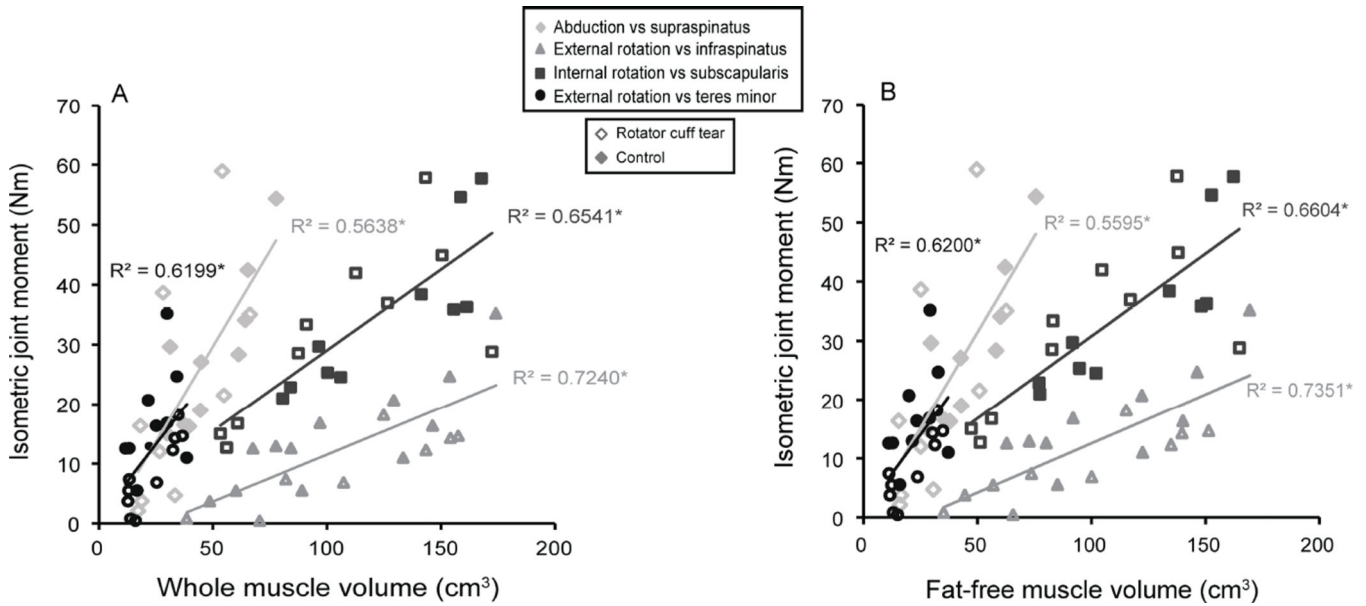 Abduction vs supraspinatus
External rotation vs infraspinatus
Internal rotation vs subscapularis
External rotation vs teres minor
Rotator cuff tear
Control
A
70
60
50
40
30
20
10
0
0 50 100 150 200
Isometric joint moment (Nm)
Whole muscle volume (cm³)
R² = 0.5638*
R² = 0.6541*
R² = 0.6199*
R² = 0.7240*
B
70
60
50
40
30
20
10
0
0 50 100 150 200
Isometric joint moment (Nm)
Fat-free muscle volume (cm³)
R² = 0.5595*
R² = 0.6604*
R² = 0.6200*
R² = 0.7351*